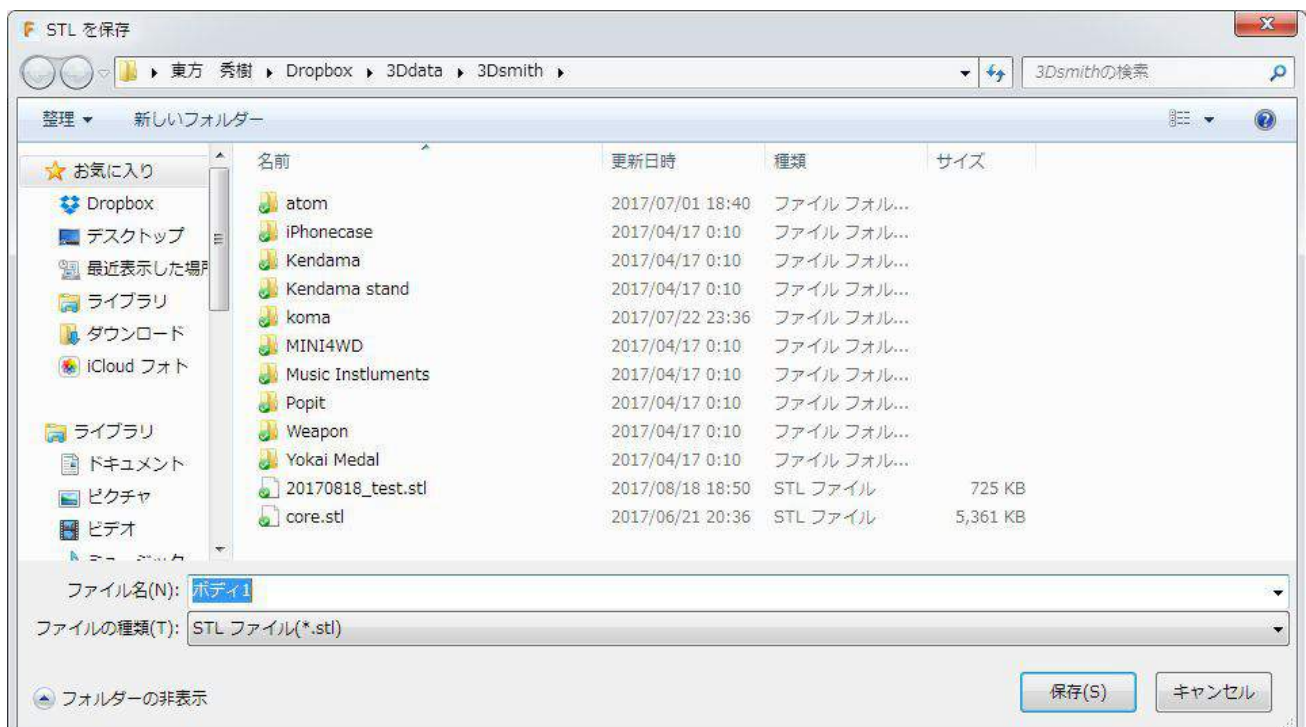 STL を保存
東方 秀樹 ▸ Dropbox ▸ 3Ddata ▸ 3Dsmith ▸
3Dsmithの検索
整理 ▼ 新しいフォルダー
お気に入り
Dropbox
デスクトップ
最近表示した場所
ライブラリ
ダウンロード
iCloud フォト
ライブラリ
ドキュメント
ピクチャ
ビデオ
ミュージック
名前 更新日時 種類 サイズ
atom 2017/07/01 18:40 ファイル フォル...
iPhonecase 2017/04/17 0:10 ファイル フォル...
Kendama 2017/04/17 0:10 ファイル フォル...
Kendama stand 2017/04/17 0:10 ファイル フォル...
koma 2017/07/22 23:36 ファイル フォル...
MINI4WD 2017/04/17 0:10 ファイル フォル...
Music Instluments 2017/04/17 0:10 ファイル フォル...
Popit 2017/04/17 0:10 ファイル フォル...
Weapon 2017/04/17 0:10 ファイル フォル...
Yokai Medal 2017/04/17 0:10 ファイル フォル...
20170818_test.stl 2017/08/18 18:50 STL ファイル 725 KB
core.stl 2017/06/21 20:36 STL ファイル 5,361 KB
ファイル名(N): ボディ1
ファイルの種類(T): STL ファイル(*.stl)
フォルダーの非表示
保存(S) キャンセル